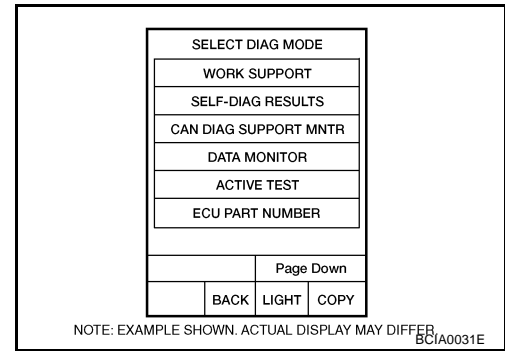 SELECT DIAG MODE
WORK SUPPORT
SELF-DIAG RESULTS
CAN DIAG SUPPORT MNTR
DATA MONITOR
ACTIVE TEST
ECU PART NUMBER
Page Down
BACK LIGHT COPY
NOTE: EXAMPLE SHOWN. ACTUAL DISPLAY MAY DIFFER.
BCIA0031E